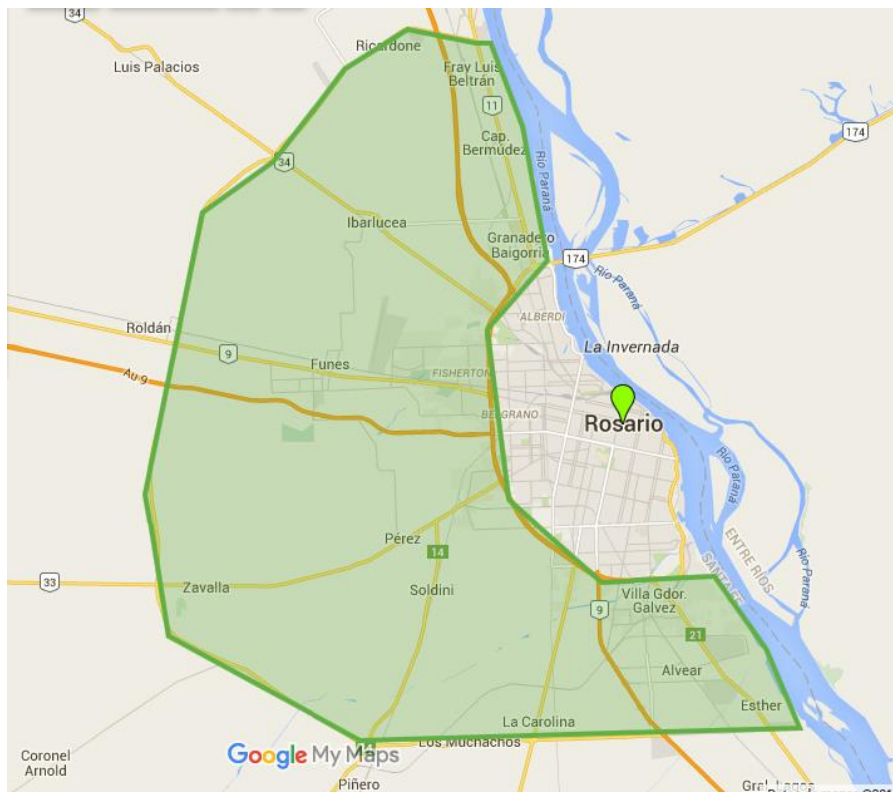 34
Ricardone
Luis Palacios
Fray Luis
Beltrán
11
174
Cap.
Bermúdez
Río Paraná
34
Ibarlucea
Granadero
Baigorria
174
Río Paraná
ALBERDI
Roldán
La Invernada
9
Funes
FISHERTON
Au 9
BELGRANO
Rosario
Río Paraná
ENTRE RÍOS
SANTA FE
Río Paraná
Pérez
14
33
Zavalla
Soldini
Villa Gdor.
Galvez
9
21
Alvear
Esther
La Carolina
Los Muchachos
Google My Maps
Coronel
Arnold
Piñero